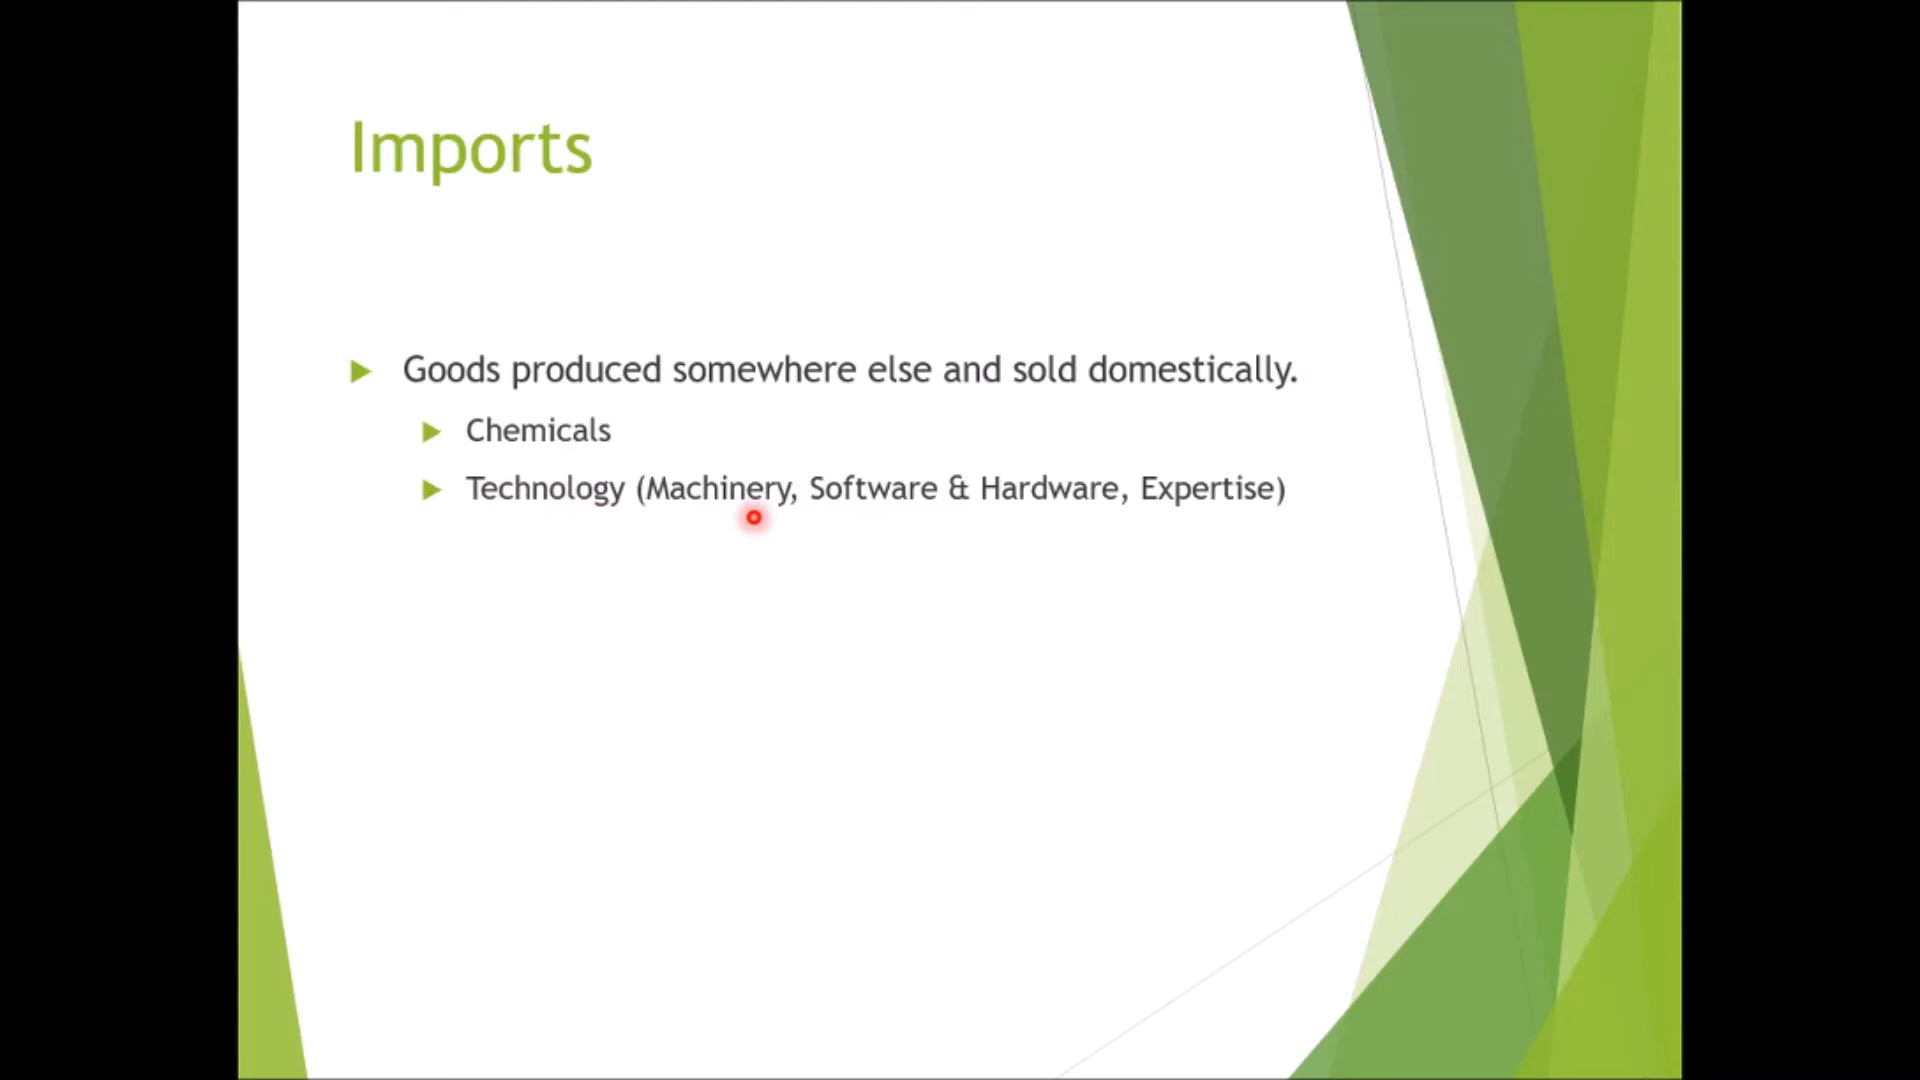 Imports
Goods produced somewhere else and sold domestically.
Chemicals
Technology (Machinery, Software & Hardware, Expertise)